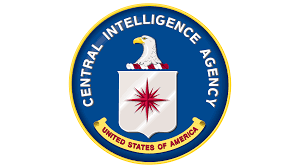 CENTRAL INTELLIGENCE AGENCY
UNITED STATES OF AMERICA